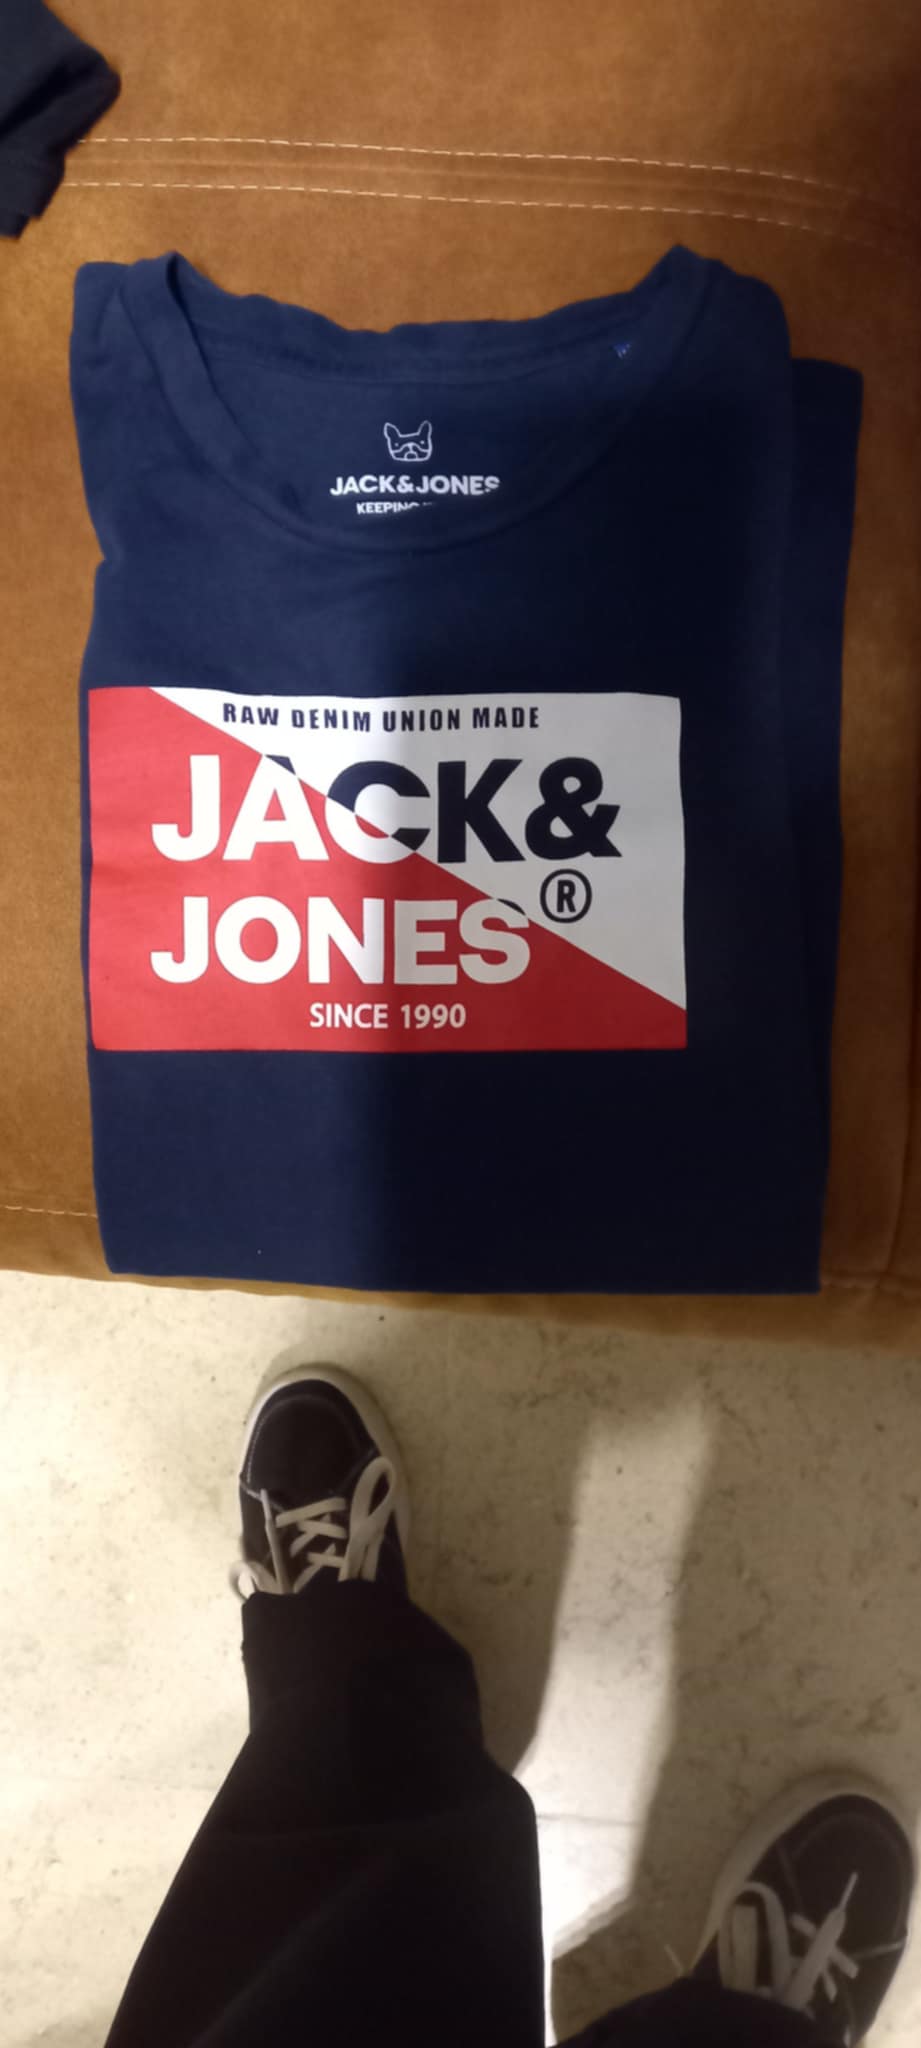 JACK&JONES
RAW DENIM UNION MADE
JACK&
JONES®
SINCE 1990